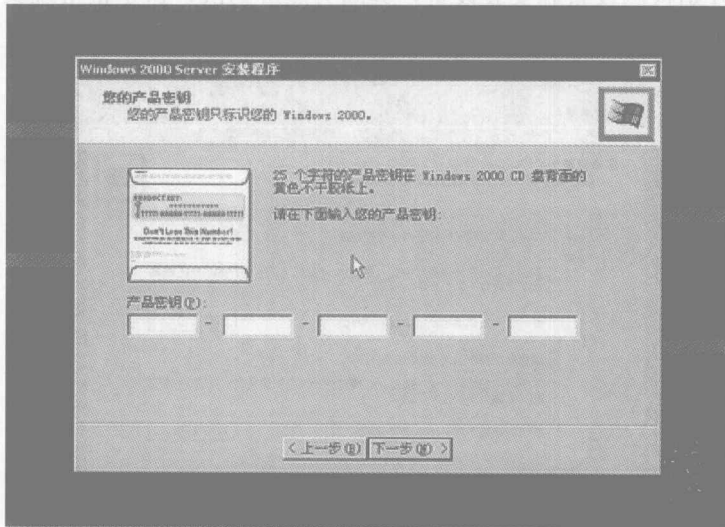 Windows 2000 Server 安装程序
您的产品密钥
您的产品密钥只标识您的 Windows 2000。
25 个字符的产品密钥在 Windows 2000 CD 盘背面的
黄色不干胶纸上。
请在下面输入您的产品密钥:
PRODUCT KEY:
Don't Lose This Number!
产品密钥(P):
- - - -
< 上一步(B)
下一步(N) >